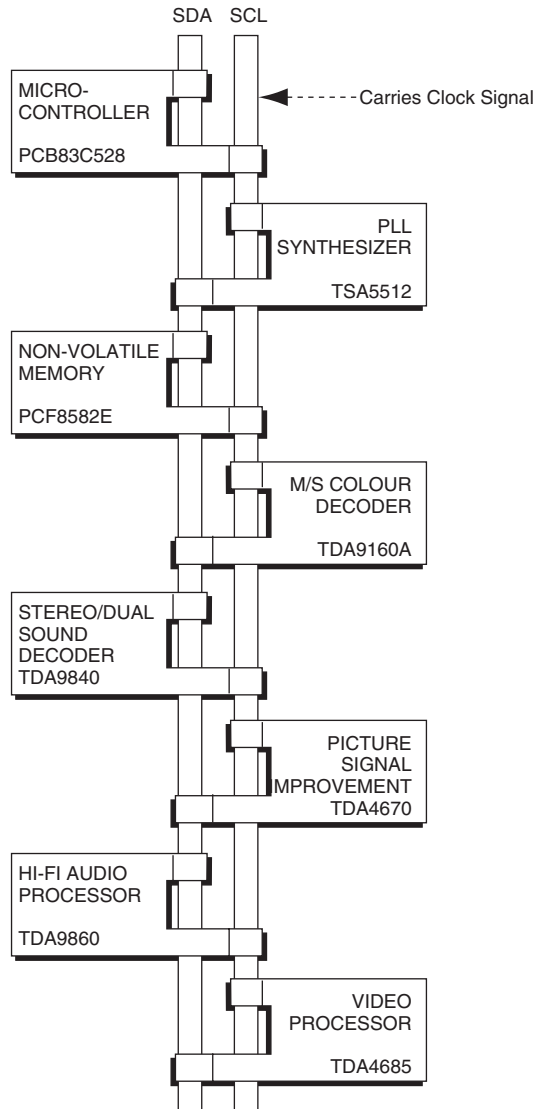 SDA SCL
MICRO-
CONTROLLER
PCB83C528
Carries Clock Signal
PLL
SYNTHESIZER
TSA5512
NON-VOLATILE
MEMORY
PCF8582E
M/S COLOUR
DECODER
TDA9160A
STEREO/DUAL
SOUND
DECODER
TDA9840
PICTURE
SIGNAL
IMPROVEMENT
TDA4670
HI-FI AUDIO
PROCESSOR
TDA9860
VIDEO
PROCESSOR
TDA4685